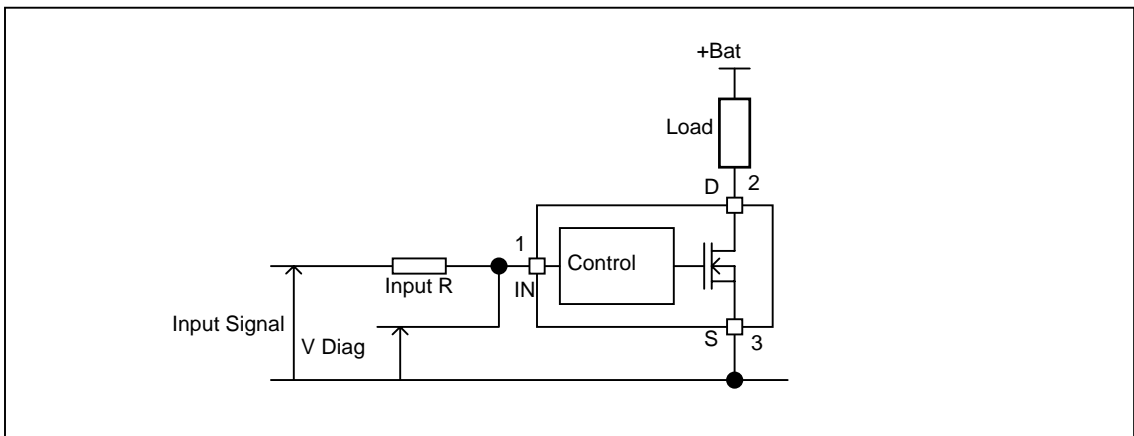 +Bat
Load
D 2
1
Control
IN
Input R
Input Signal
V Diag
S 3